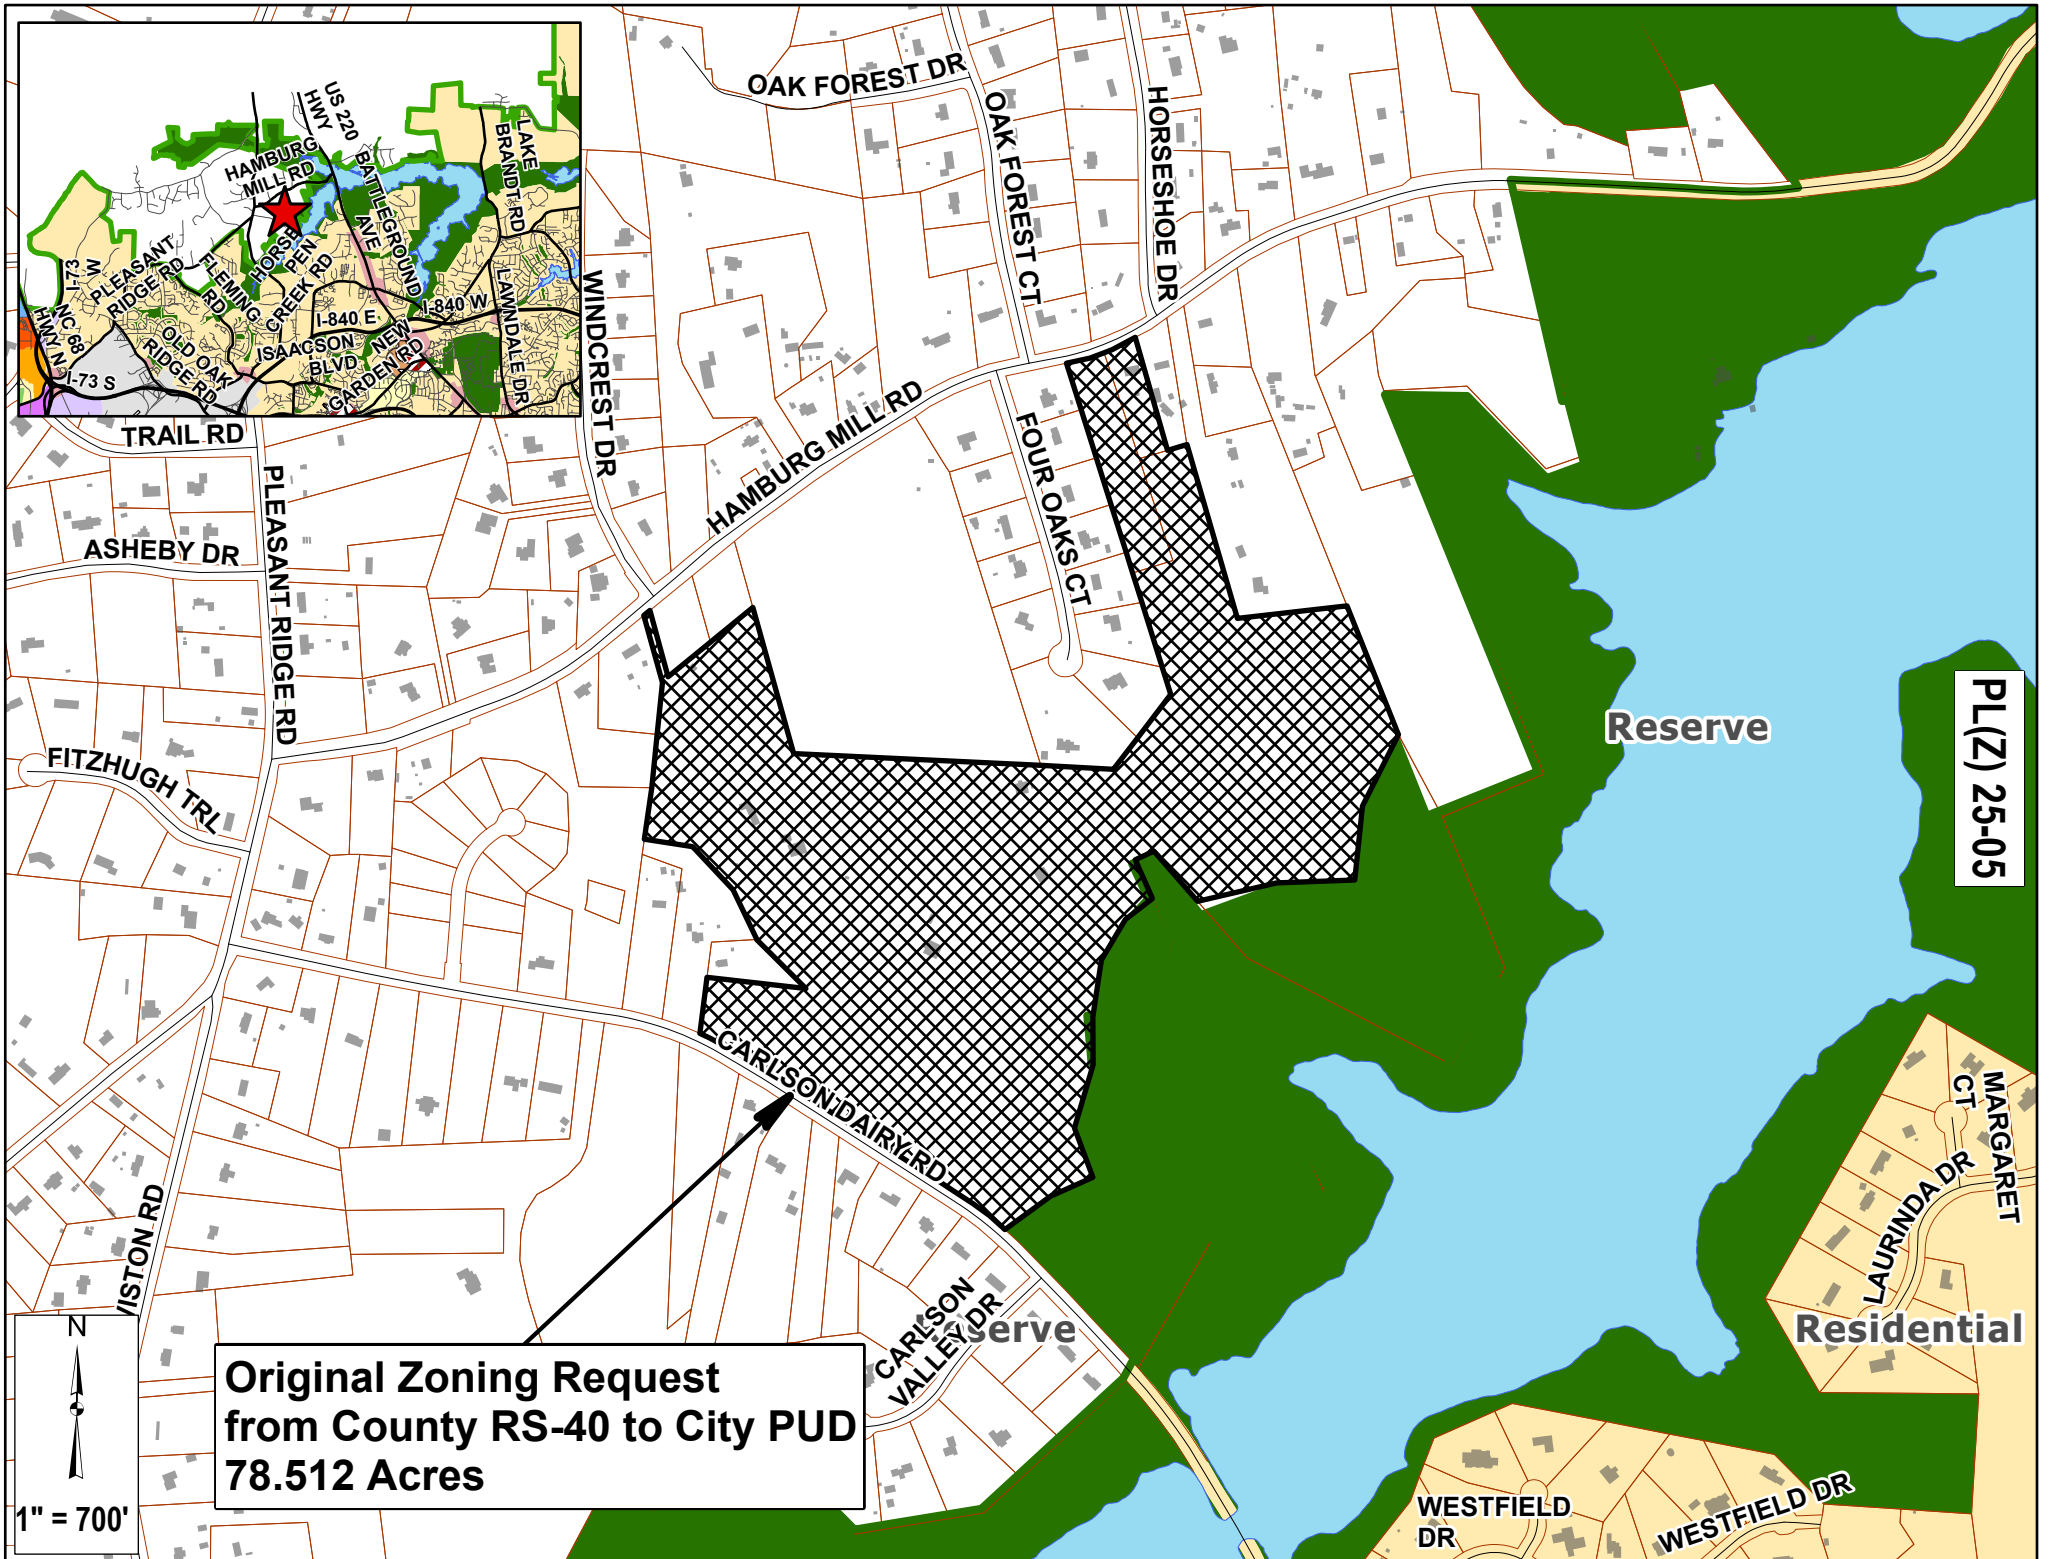 US 220
HWY
HAMBURG
MILL RD
BATTLEGROUND
AVE
LAKE
BRANDT RD
HORSE
PEN
CREEK RD
I-73
W
PLEASANT
RIDGE RD
FLEMING
RD
NC 68
HWY N
I-840 E
I-840 W
LAWNDALE DR
OLD OAK
RIDGE RD
ISAACSON
BLVD
NEW
GARDEN RD
I-73 S
OAK FOREST DR
OAK FOREST CT
HORSESHOE DR
WINDCREST DR
HAMBURG MILL RD
FOUR OAKS CT
TRAIL RD
PLEASANT RIDGE RD
ASHEBY DR
FITZHUGH TRL
Reserve
PL(Z) 25-05
CARLSON DAIRY RD
MARGARET
CT
LAURINDA DR
Residential
CARLSON
VALLEY DR
Reserve
WESTFIELD
DR
WESTFIELD DR
N
1" = 700'
Original Zoning Request
from County RS-40 to City PUD
78.512 Acres